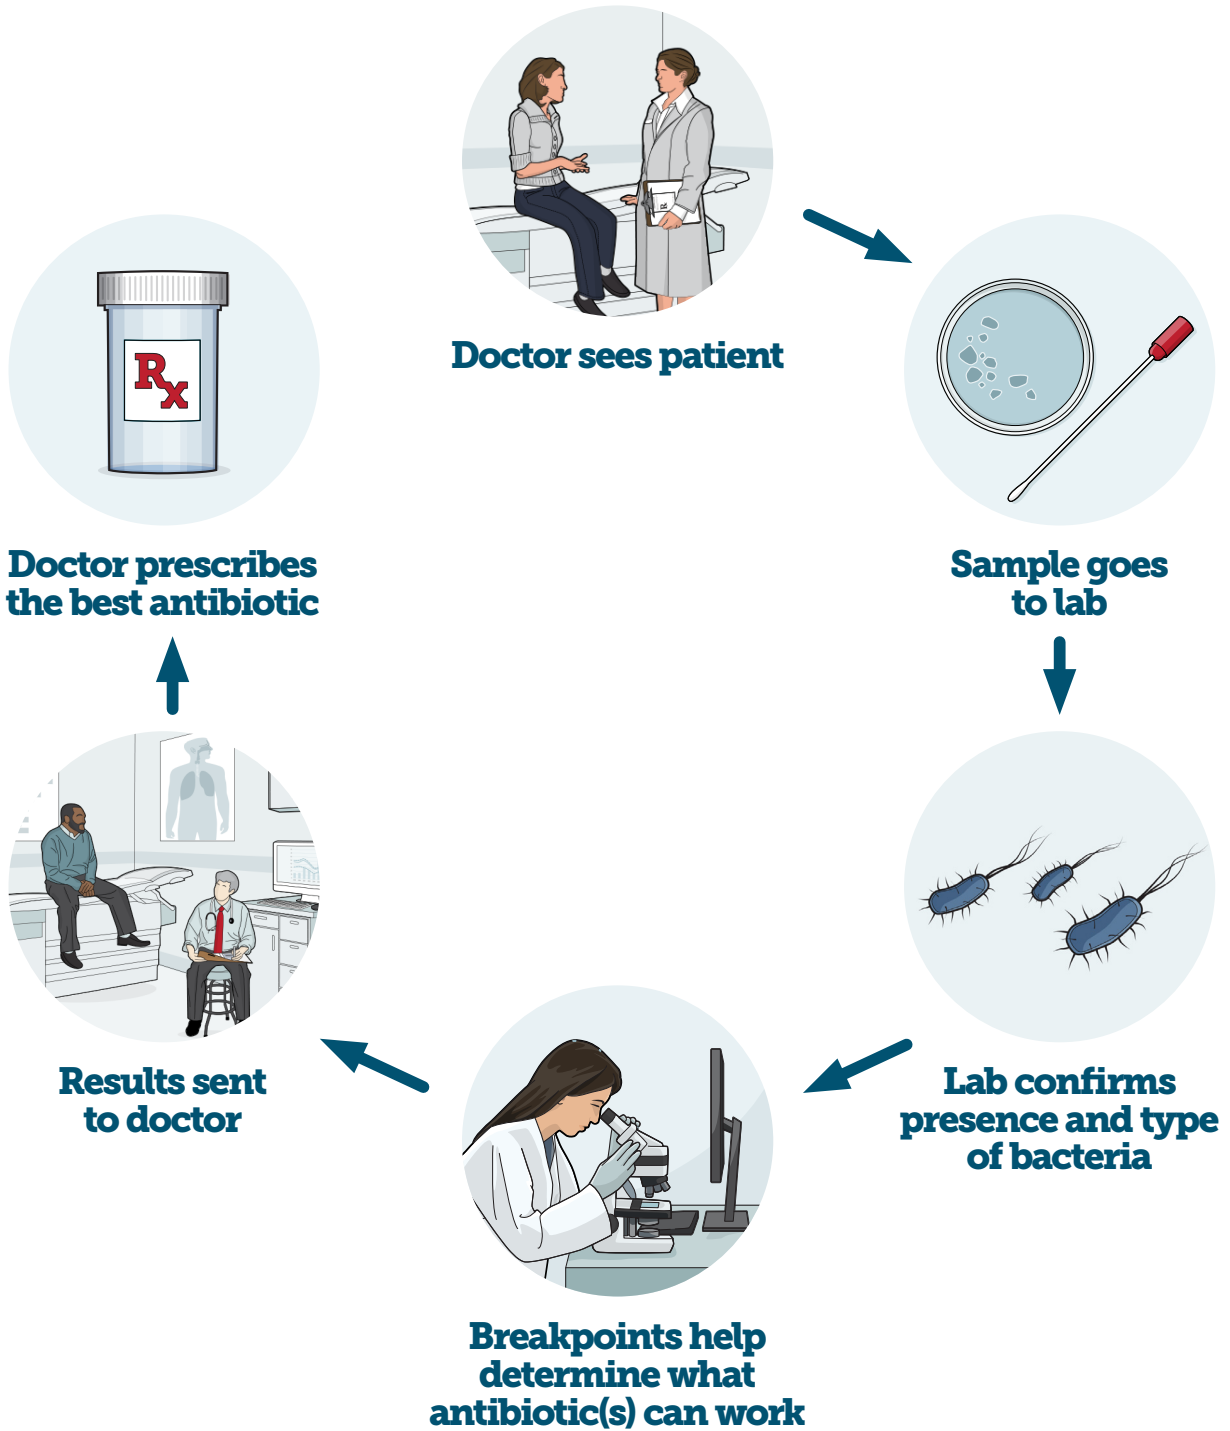 Doctor sees patient
Sample goes
to lab
Lab confirms
presence and type
of bacteria
Breakpoints help
determine what
antibiotic(s) can work
Results sent
to doctor
Doctor prescribes
the best antibiotic
Rx
R